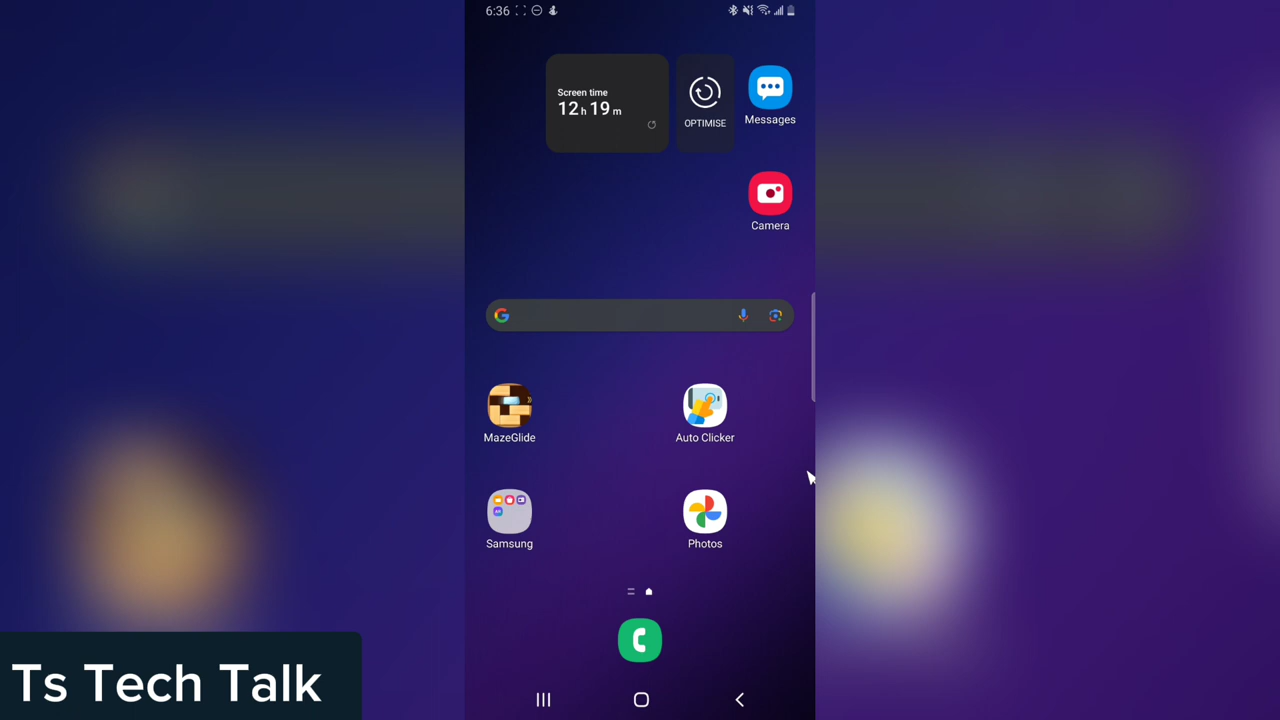 6:36
Screen time
12 h 19 m
OPTIMISE
Messages
Camera
MazeGlide
Auto Clicker
Samsung
Photos
Ts Tech Talk